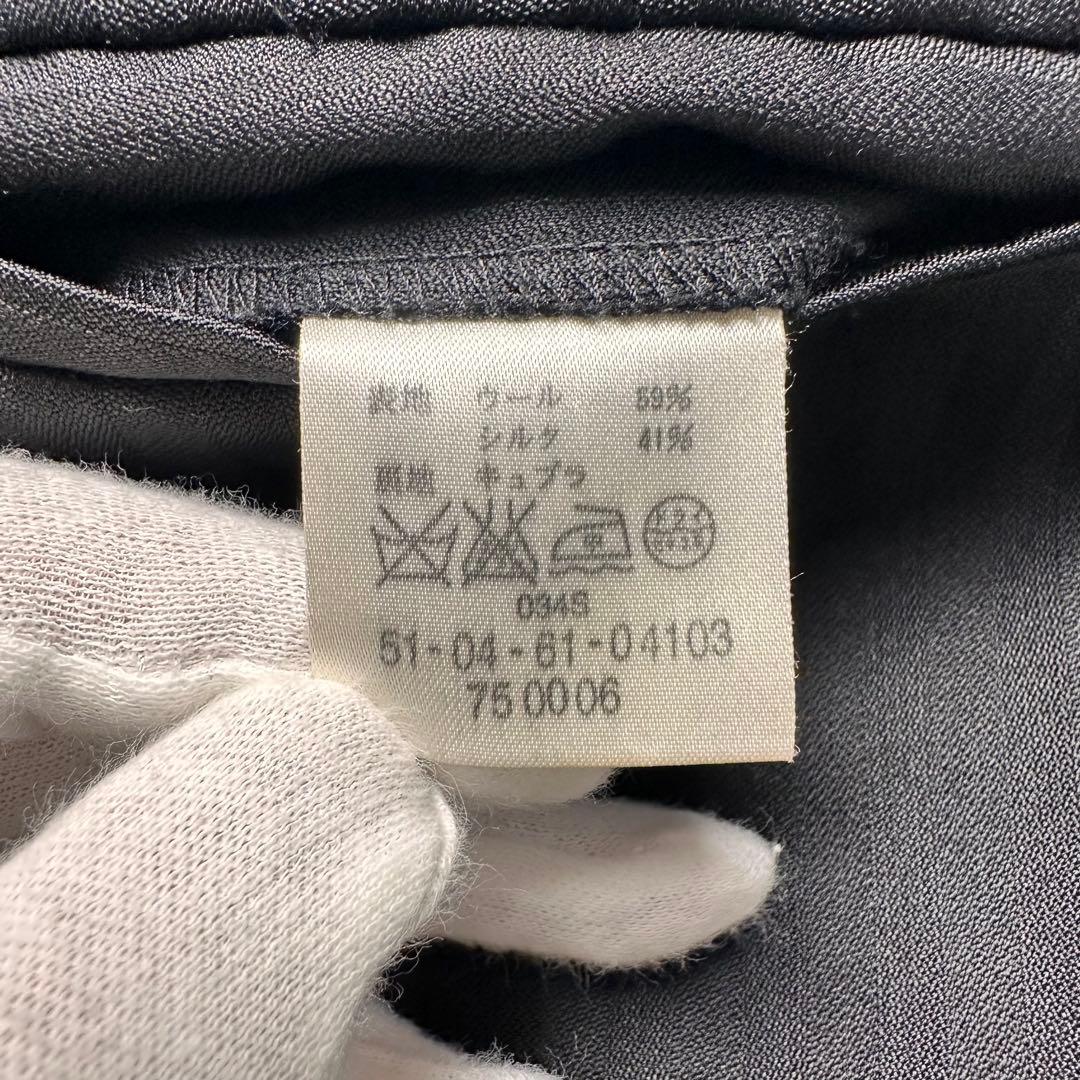 表地 ウール 59%
シルク 41%
裏地 キュプラ
034S
51-04-61-04103
750006